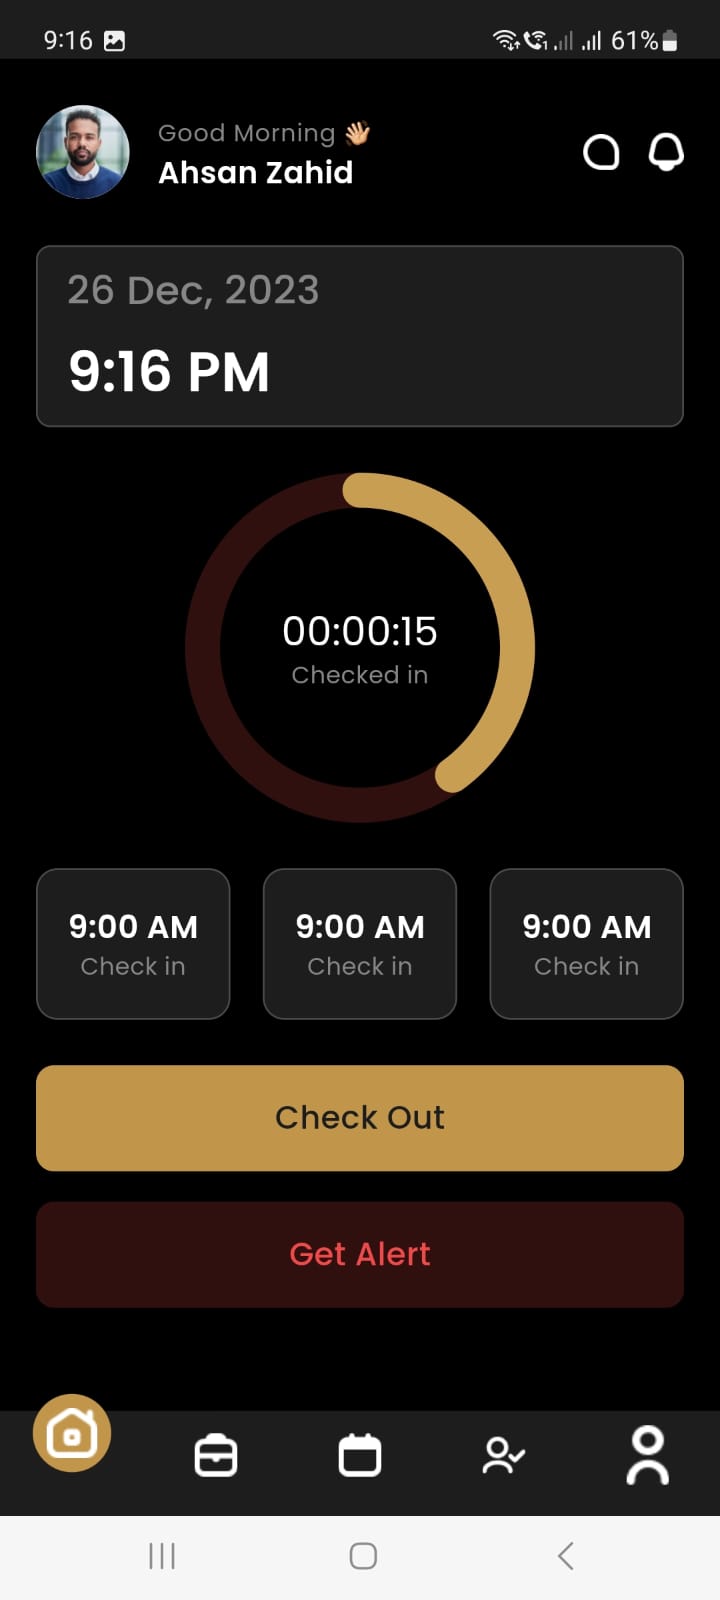 9:16 61%
Good Morning 👋🏼
Ahsan Zahid
26 Dec, 2023
9:16 PM
00:00:15
Checked in
9:00 AM 9:00 AM 9:00 AM
Check in Check in Check in
Check Out
Get Alert